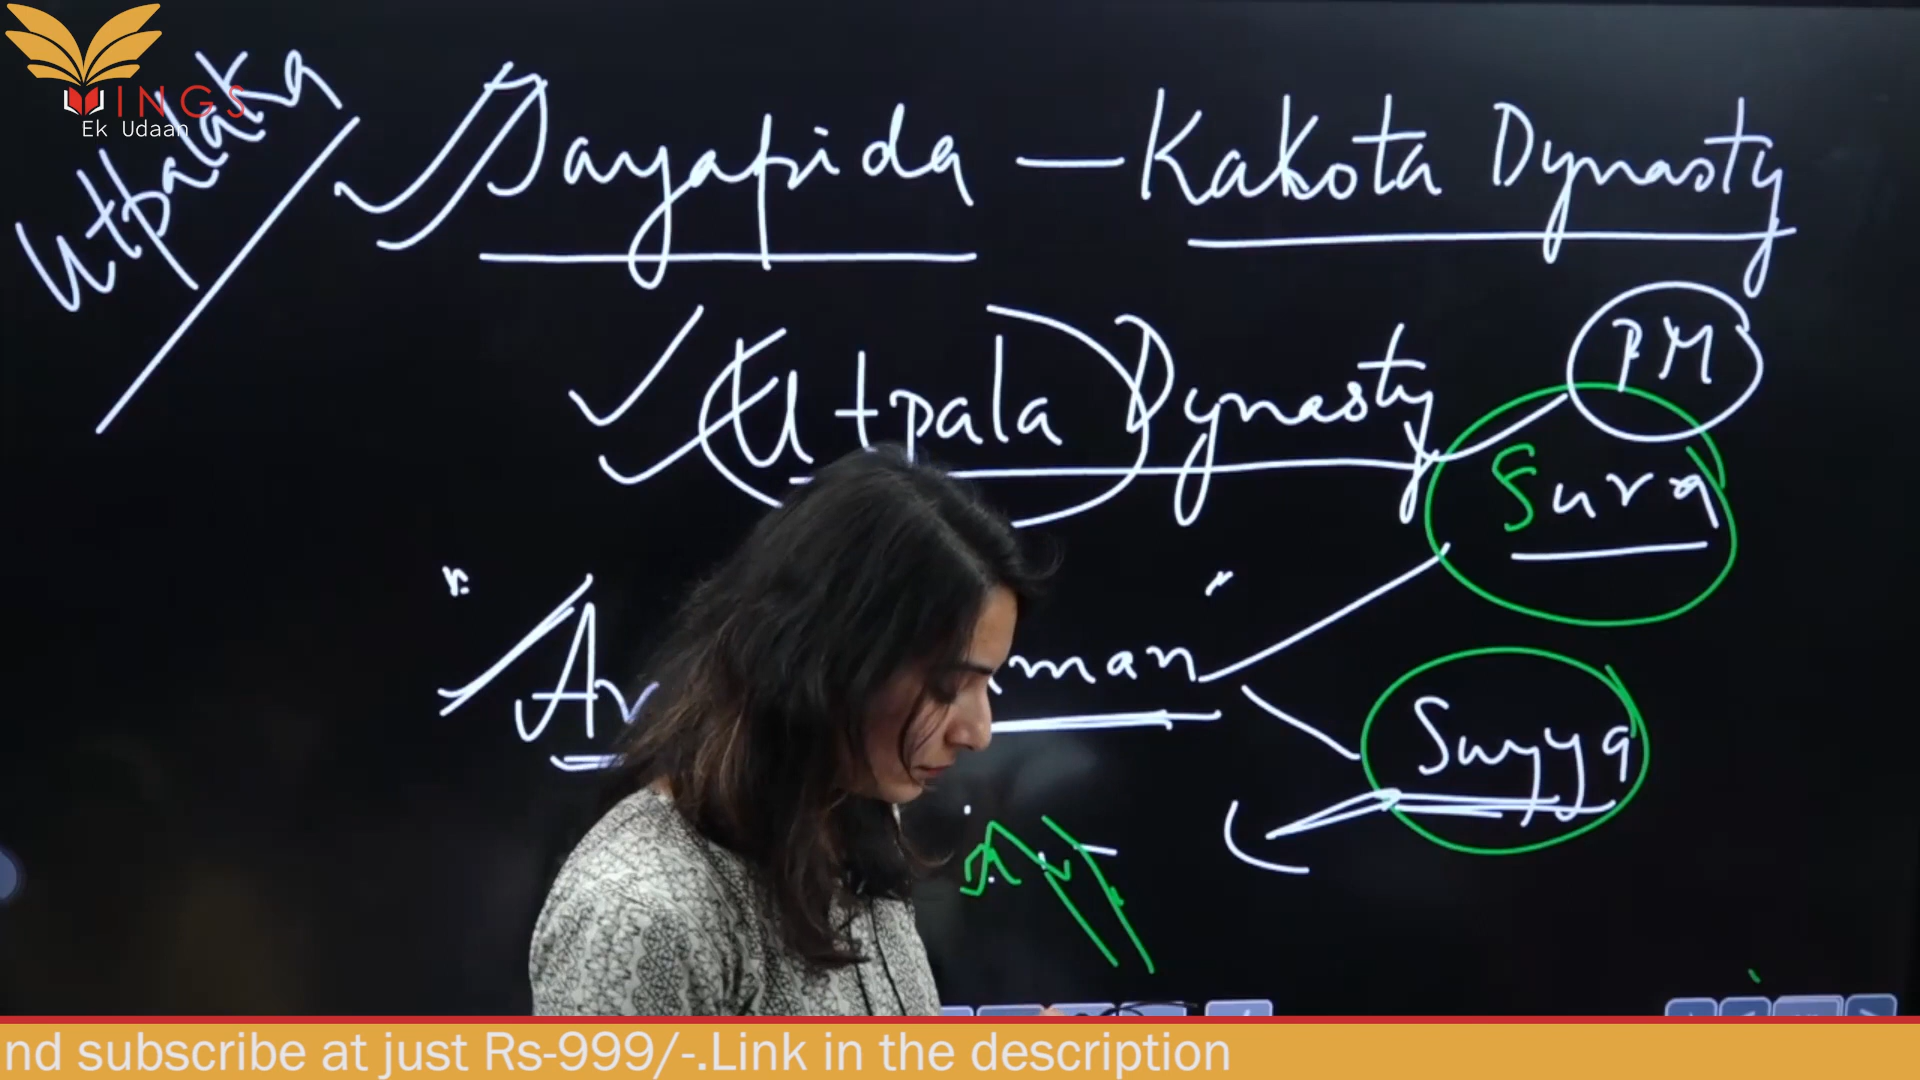 WINGS
Ek Udaan
Utpalaka
Jayapida — Kakota Dynasty
Utpala Dynasty
PM
Sura
Av man
Suyya
nd subscribe at just Rs-999/-.Link in the description